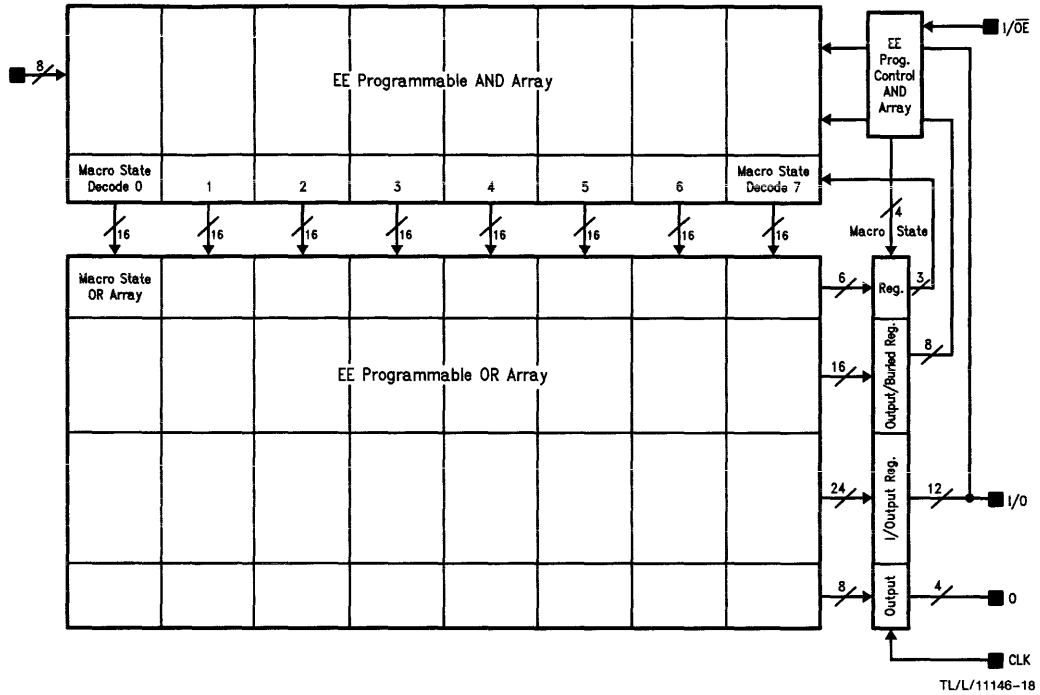 I/O̅E̅
EE
Prog.
Control
AND
Array
8
EE Programmable AND Array
Macro State
Decode 0
1
2
3
4
5
6
Macro State
Decode 7
4
Macro State
16
16
16
16
16
16
16
16
Macro State
OR Array
6
Reg.
3
EE Programmable OR Array
16
Output/Buried Reg.
8
24
I/Output Reg.
12
I/O
8
Output
4
O
CLK
TL/L/11146-18